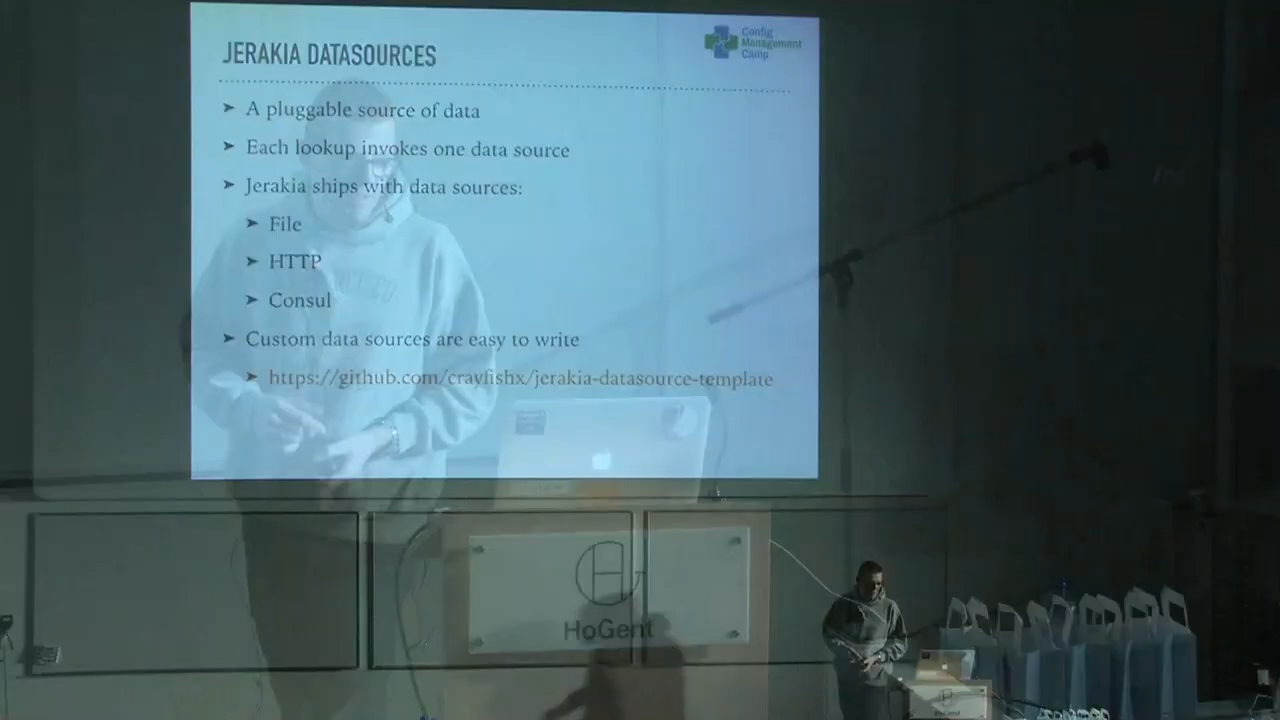 JERAKIA DATASOURCES
Config
Management
Camp
➤ A pluggable source of data
➤ Each lookup invokes one data source
➤ Jerakia ships with data sources:
➤ File
➤ HTTP
➤ Consul
➤ Custom data sources are easy to write
➤ https://github.com/crayfishx/jerakia-datasource-template
HoGent
HoGent